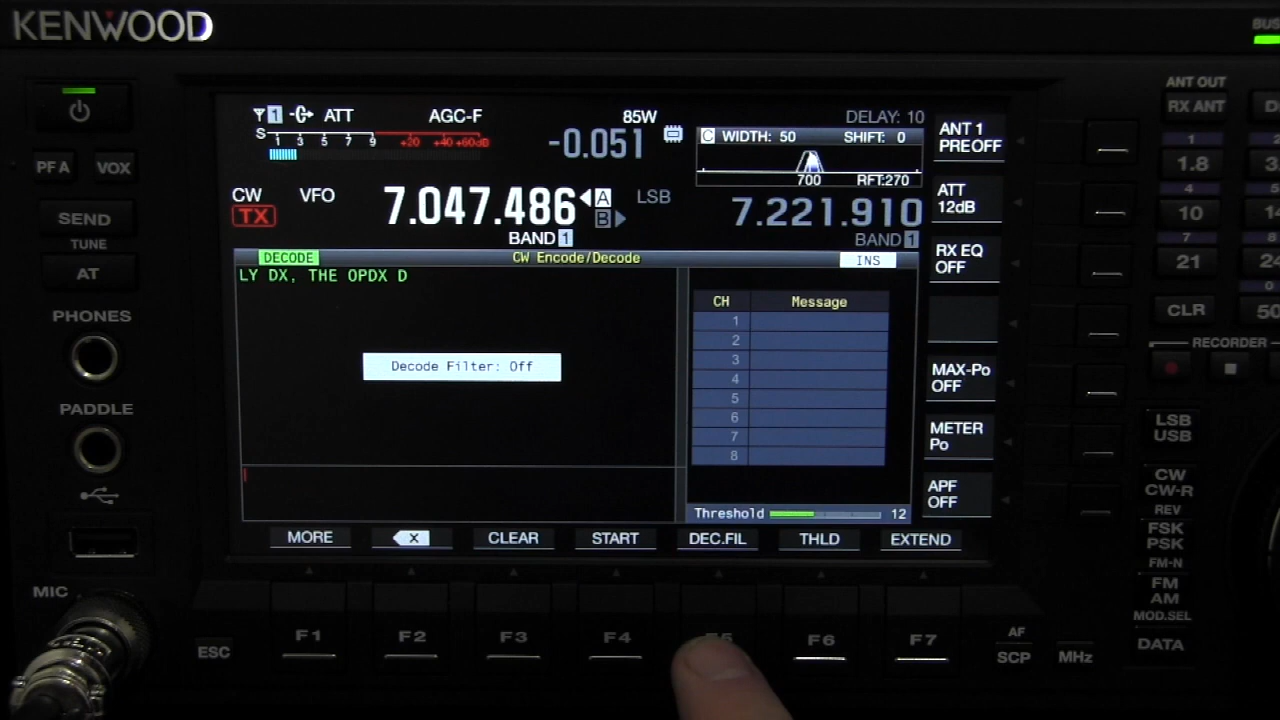 KENWOOD
BUS
PF A
VOX
SEND
TUNE
AT
PHONES
PADDLE
MIC
1 ATT AGC-F 85W DELAY: 10
S 1 3 5 7 9 +20 +40 +60dB
-0.051
C WIDTH: 50 SHIFT: 0
700 RFT:270
CW VFO 7.047.486 A LSB
TX B 7.221.910
BAND 1 BAND 1
DECODE CW Encode/Decode INS
LY DX, THE OPDX D
Decode Filter: Off
CH Message
1
2
3
4
5
6
7
8
Threshold 12
ANT 1
PREOFF
ATT
12dB
RX EQ
OFF
MAX-Po
OFF
METER
Po
APF
OFF
MORE X CLEAR START DEC.FIL THLD EXTEND
ESC F1 F2 F3 F4 F6 F7
AF
SCP
MHz
ANT OUT
RX ANT
1
1.8
4
10
7
21
0
CLR
RECORDER
LSB
USB
CW
CW-R
REV
FSK
PSK
FM-N
FM
AM
MOD.SEL
DATA